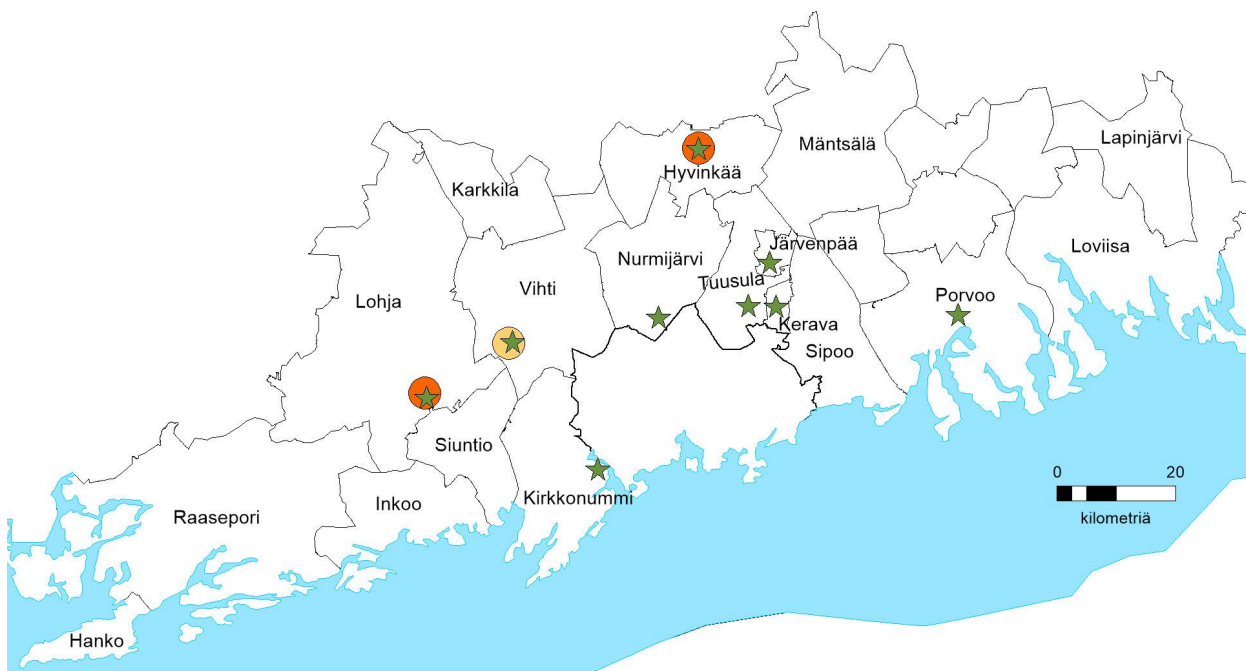 Lapinjärvi
Mäntsälä
Hyvinkää
Karkkila
Järvenpää
Loviisa
Nurmijärvi
Tuusula
Vihti
Lohja
Porvoo
Kerava
Sipoo
Siuntio
0 20
kilometriä
Kirkkonummi
Inkoo
Raasepori
Hanko